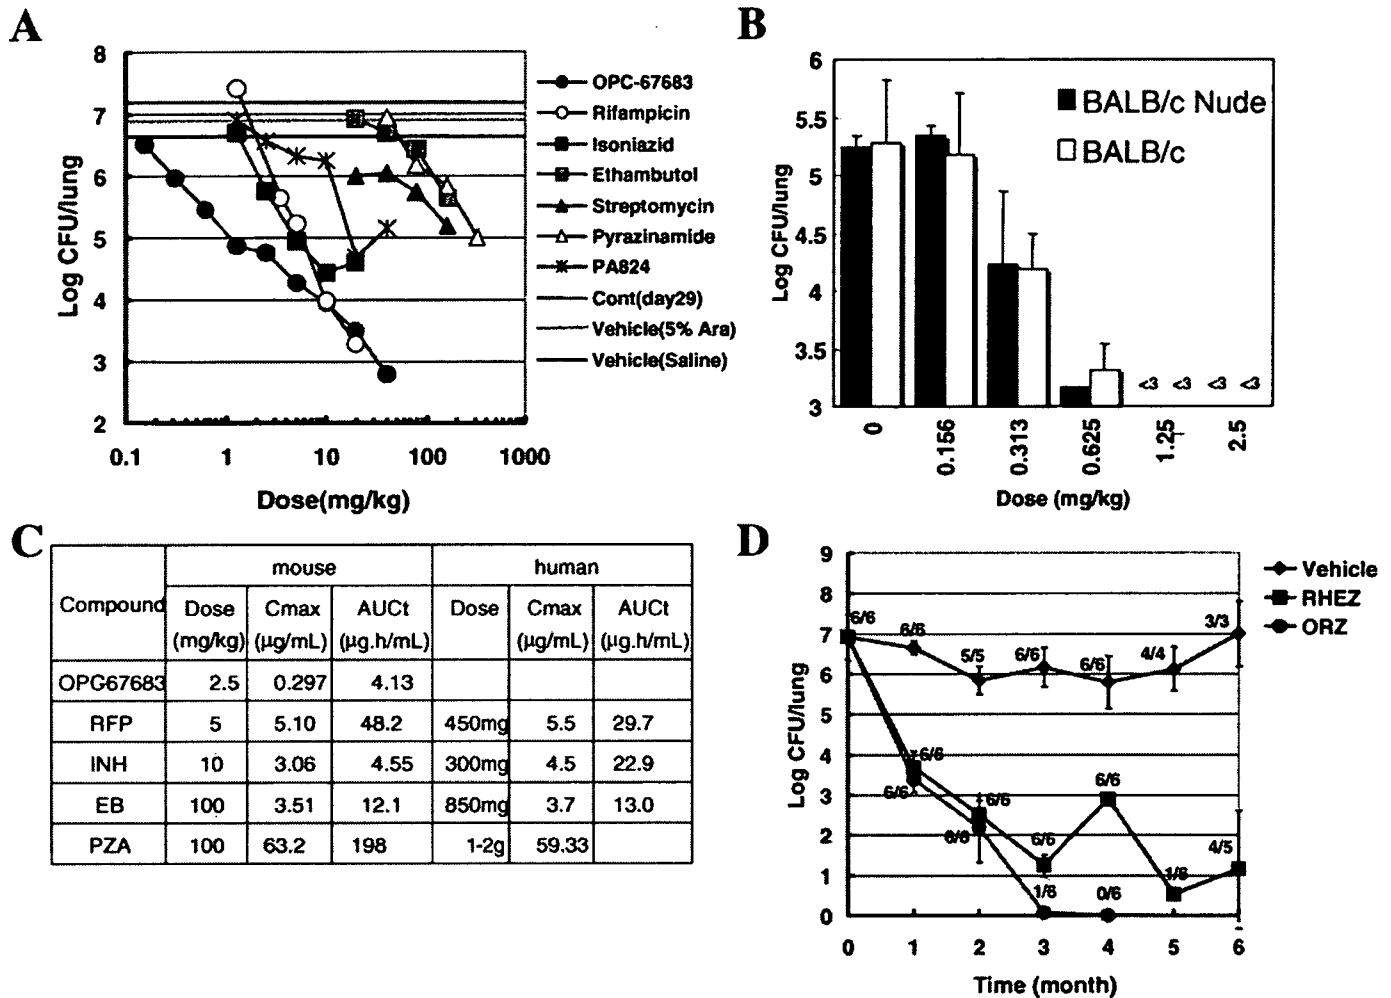 A
8
7
6
5
4
3
2
0.1 1 10 100 1000
Log CFU/lung
Dose(mg/kg)
OPC-67683
Rifampicin
Isoniazid
Ethambutol
Streptomycin
Pyrazinamide
PA824
Cont(day29)
Vehicle(5% Ara)
Vehicle(Saline)
B
6
5.5
5
4.5
4
3.5
3
Log CFU/lung
BALB/c Nude
BALB/c
<3 <3 <3 <3
0 0.156 0.313 0.625 1.25 2.5
Dose (mg/kg)
C
Compound mouse human
Dose (mg/kg) Cmax (µg/mL) AUCt (µg.h/mL) Dose Cmax (µg/mL) AUCt (µg.h/mL)
OPG67683 2.5 0.297 4.13
RFP 5 5.10 48.2 450mg 5.5 29.7
INH 10 3.06 4.55 300mg 4.5 22.9
EB 100 3.51 12.1 850mg 3.7 13.0
PZA 100 63.2 198 1-2g 59.33
D
9
8
7
6
5
4
3
2
1
0
Log CFU/lung
6/6 6/6 5/5 6/6 6/6 4/4 3/3
6/6 6/6 6/6 6/6 1/6 4/5
6/6 6/6 1/6 0/6
0 1 2 3 4 5 6
Time (month)
Vehicle
RHEZ
ORZ